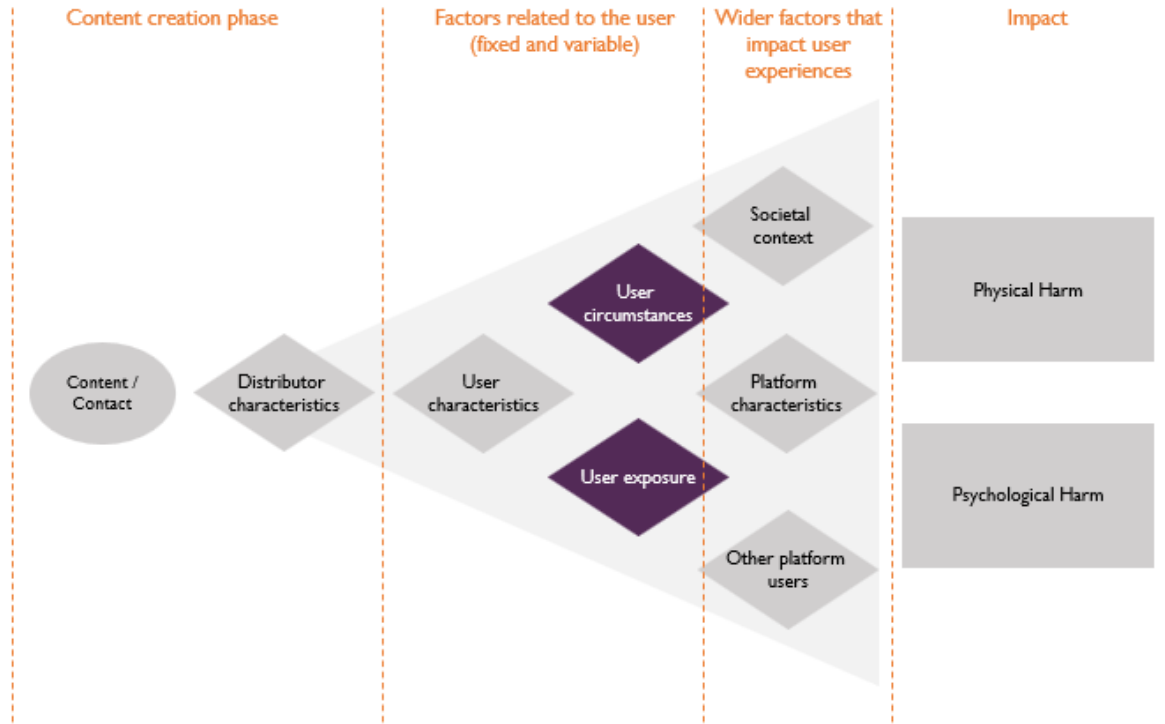 Content creation phase
Factors related to the user
(fixed and variable)
Wider factors that
impact user
experiences
Impact
Content /
Contact
Distributor
characteristics
User
characteristics
User
circumstances
User exposure
Societal
context
Platform
characteristics
Other platform
users
Physical Harm
Psychological Harm